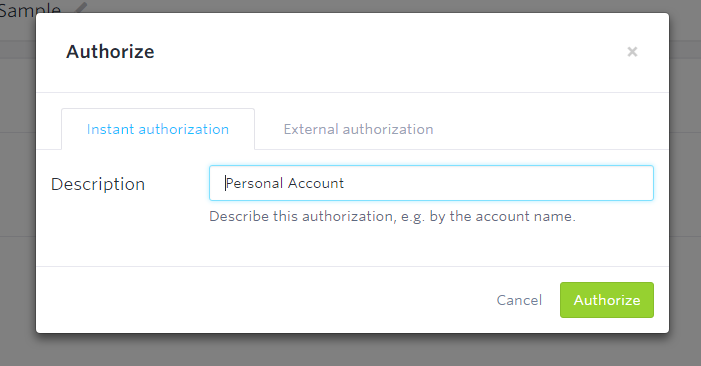 Sample
Authorize
×
Instant authorization
External authorization
Description
Personal Account
Describe this authorization, e.g. by the account name.
Cancel
Authorize